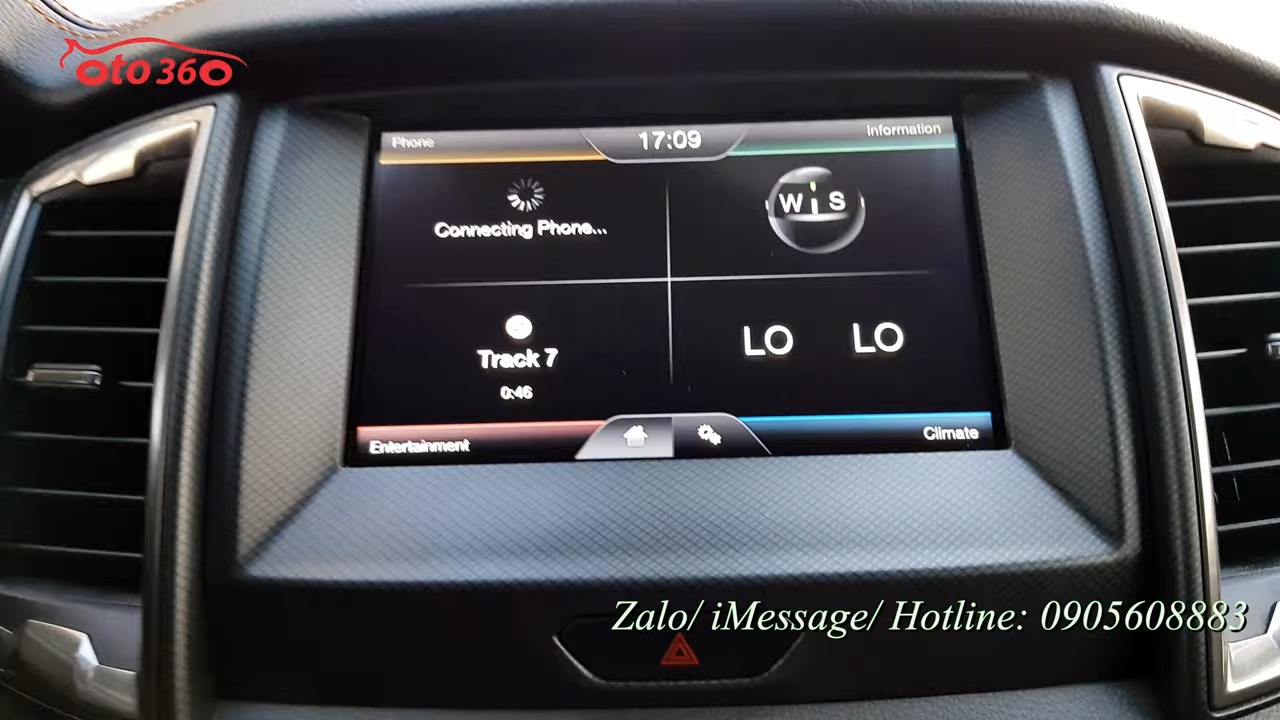 oto 360
Phone
17:09
Information
Connecting Phone...
W i S
Track 7
0:46
LO LO
Entertainment
Climate
Zalo/ iMessage/ Hotline: 0905608883